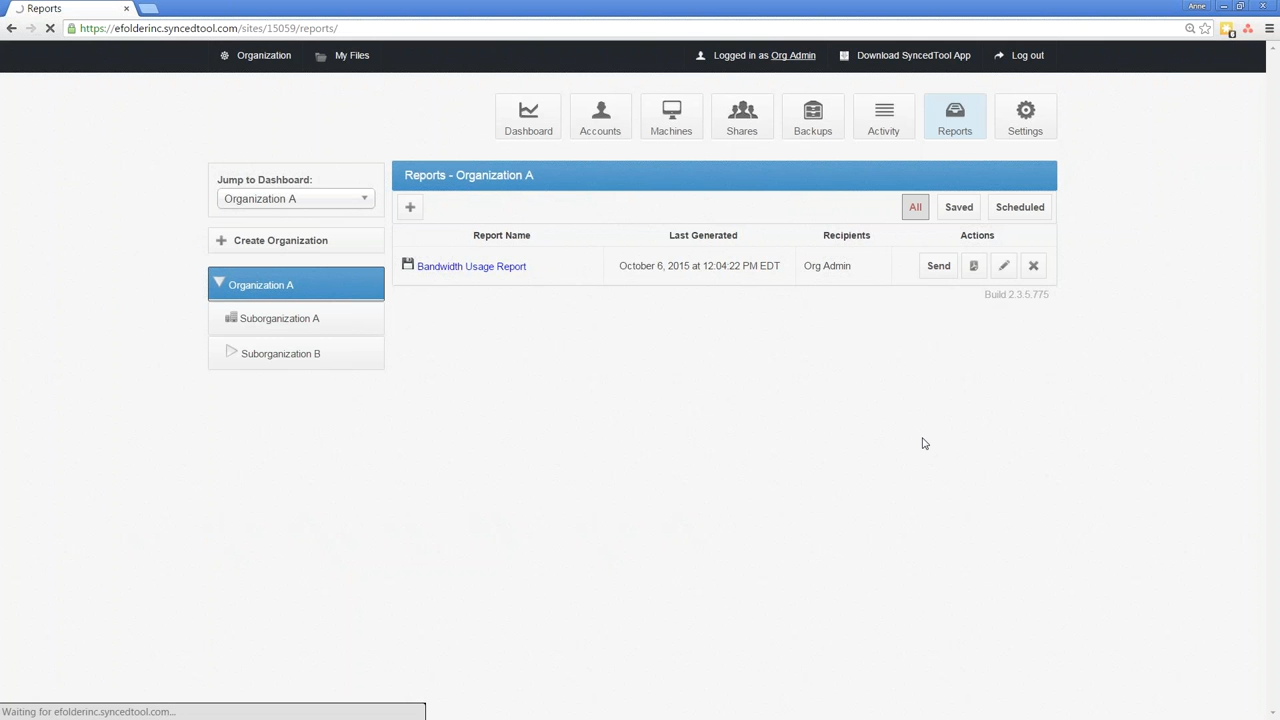 Reports
Anne
https://efolderinc.syncedtool.com/sites/15059/reports/
Organization
My Files
Logged in as Org Admin
Download SyncedTool App
Log out
Dashboard
Accounts
Machines
Shares
Backups
Activity
Reports
Settings
Jump to Dashboard:
Organization A
Create Organization
Organization A
Suborganization A
Suborganization B
Reports - Organization A
All
Saved
Scheduled
Report Name
Last Generated
Recipients
Actions
Bandwidth Usage Report
October 6, 2015 at 12:04:22 PM EDT
Org Admin
Send
Build 2.3.5.775
Waiting for efolderinc.syncedtool.com...